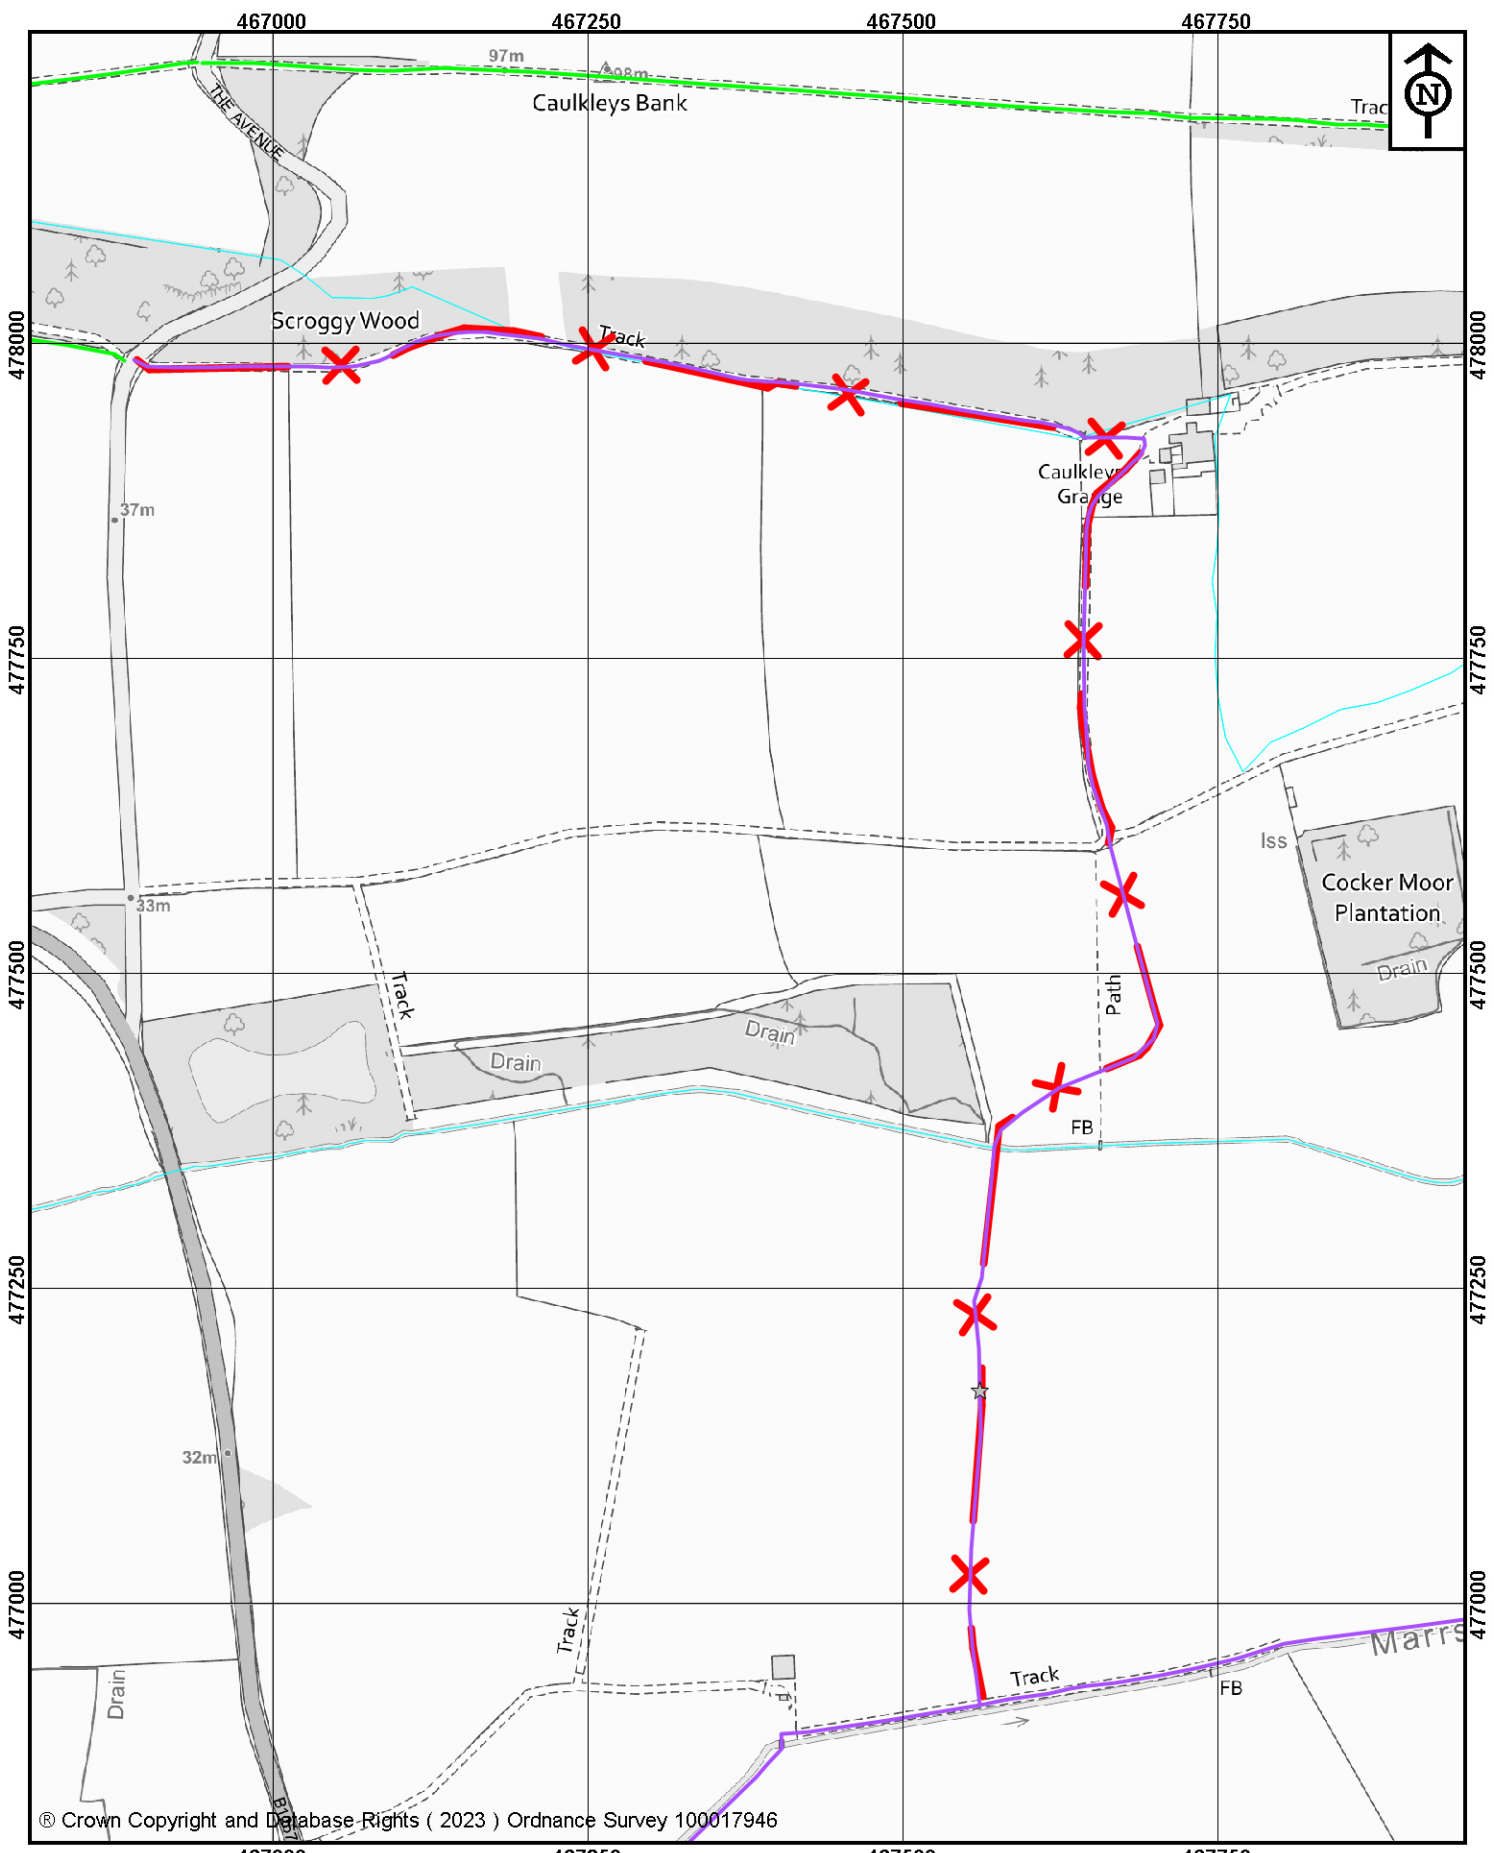 467000 467250 467500 467750
97m
98m
Caulkleys Bank
Trac
N
THE AVENUE
Scroggy Wood
478000
Track
478000
Caulkleys
Grange
37m
477750
477750
Iss
Cocker Moor
Plantation
33m
Drain
477500
Track
Path
477500
Drain
Drain
FB
477250
477250
32m
477000
Track
477000
Marrs
Track
FB
Drain
® Crown Copyright and Database Rights ( 2023 ) Ordnance Survey 100017946